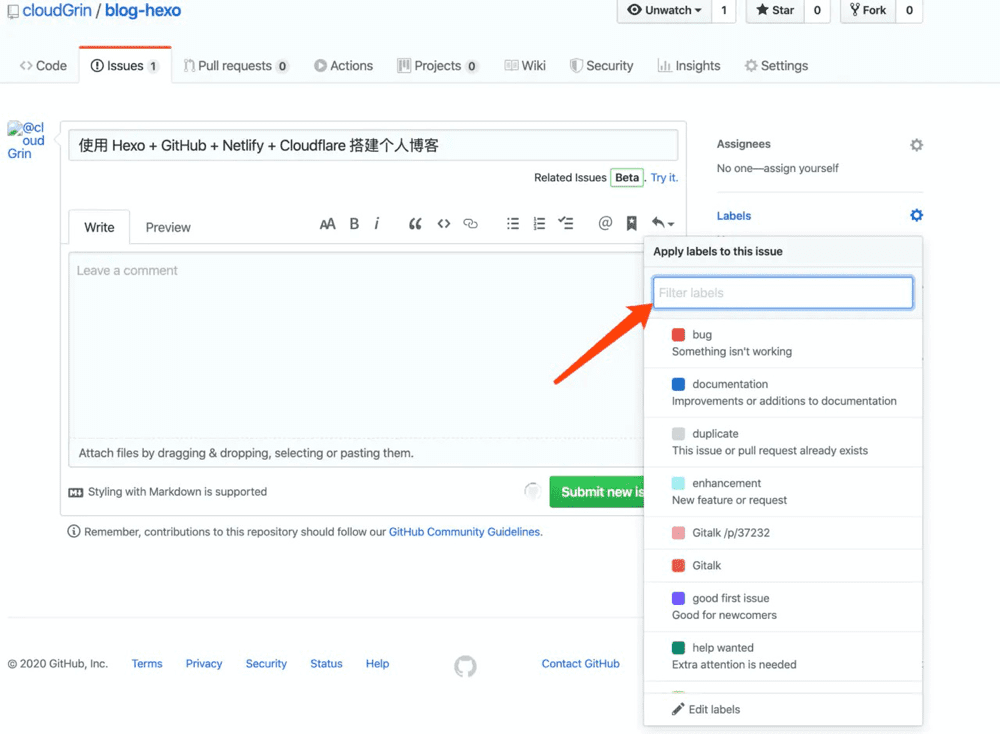 cloudGrin / blog-hexo
Unwatch 1 Star 0 Fork 0
Code Issues 1 Pull requests 0 Actions Projects 0 Wiki Security Insights Settings
@cl
oud
Grin
使用 Hexo + GitHub + Netlify + Cloudflare 搭建个人博客
Related Issues Beta . Try it.
Write Preview AA B i
Leave a comment
Attach files by dragging & dropping, selecting or pasting them.
Styling with Markdown is supported
Submit new is
Remember, contributions to this repository should follow our GitHub Community Guidelines.
Assignees
No one—assign yourself
Labels
Apply labels to this issue
Filter labels
bug
Something isn't working
documentation
Improvements or additions to documentation
duplicate
This issue or pull request already exists
enhancement
New feature or request
Gitalk /p/37232
Gitalk
good first issue
Good for newcomers
help wanted
Extra attention is needed
Edit labels
© 2020 GitHub, Inc. Terms Privacy Security Status Help Contact GitHub